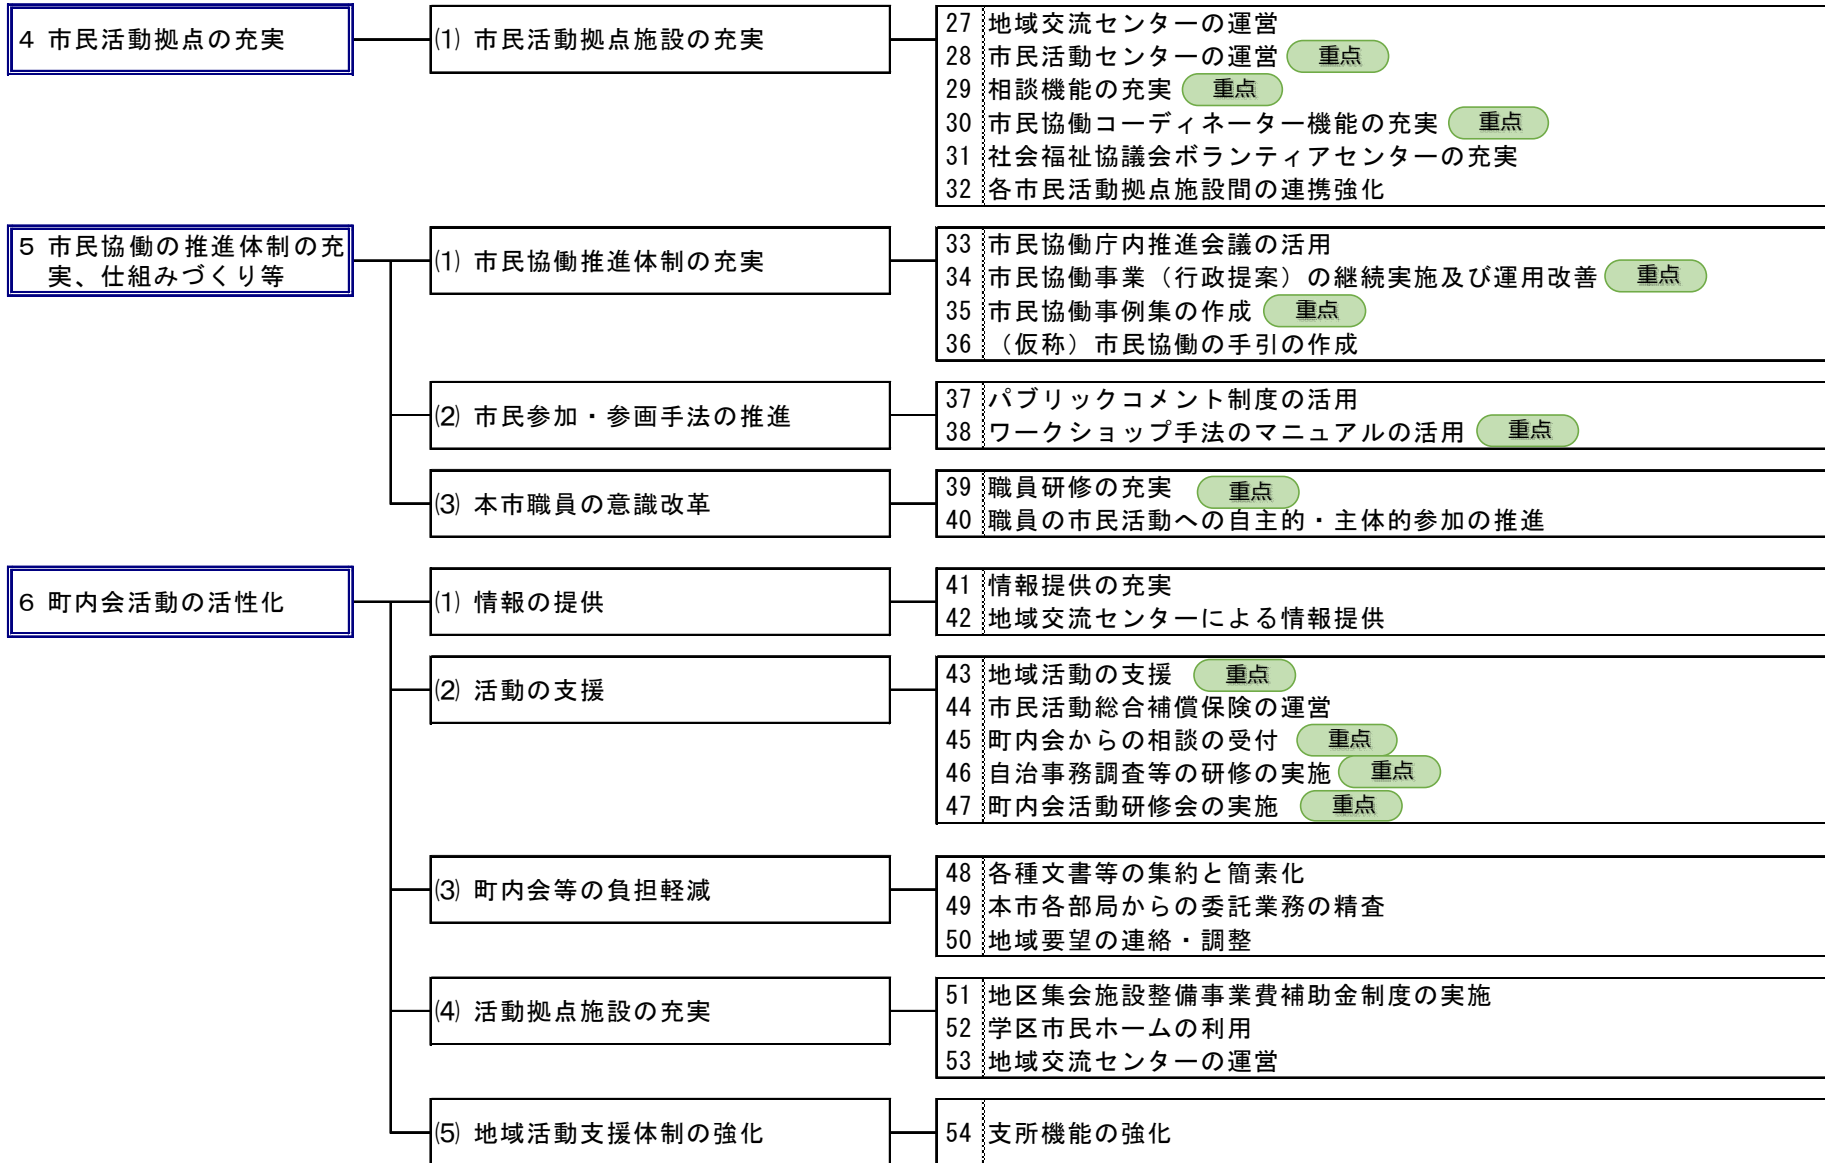 4 市民活動拠点の充実
⑴ 市民活動拠点施設の充実
27 地域交流センターの運営
28 市民活動センターの運営 重点
29 相談機能の充実 重点
30 市民協働コーディネーター機能の充実 重点
31 社会福祉協議会ボランティアセンターの充実
32 各市民活動拠点施設間の連携強化
5 市民協働の推進体制の充
実、仕組みづくり等
⑴ 市民協働推進体制の充実
33 市民協働庁内推進会議の活用
34 市民協働事業（行政提案）の継続実施及び運用改善 重点
35 市民協働事例集の作成 重点
36 （仮称）市民協働の手引の作成
⑵ 市民参加・参画手法の推進
37 パブリックコメント制度の活用
38 ワークショップ手法のマニュアルの活用 重点
⑶ 本市職員の意識改革
39 職員研修の充実 重点
40 職員の市民活動への自主的・主体的参加の推進
6 町内会活動の活性化
⑴ 情報の提供
41 情報提供の充実
42 地域交流センターによる情報提供
⑵ 活動の支援
43 地域活動の支援 重点
44 市民活動総合補償保険の運営
45 町内会からの相談の受付 重点
46 自治事務調査等の研修の実施 重点
47 町内会活動研修会の実施 重点
⑶ 町内会等の負担軽減
48 各種文書等の集約と簡素化
49 本市各部局からの委託業務の精査
50 地域要望の連絡・調整
⑷ 活動拠点施設の充実
51 地区集会施設整備事業費補助金制度の実施
52 学区市民ホームの利用
53 地域交流センターの運営
⑸ 地域活動支援体制の強化
54 支所機能の強化